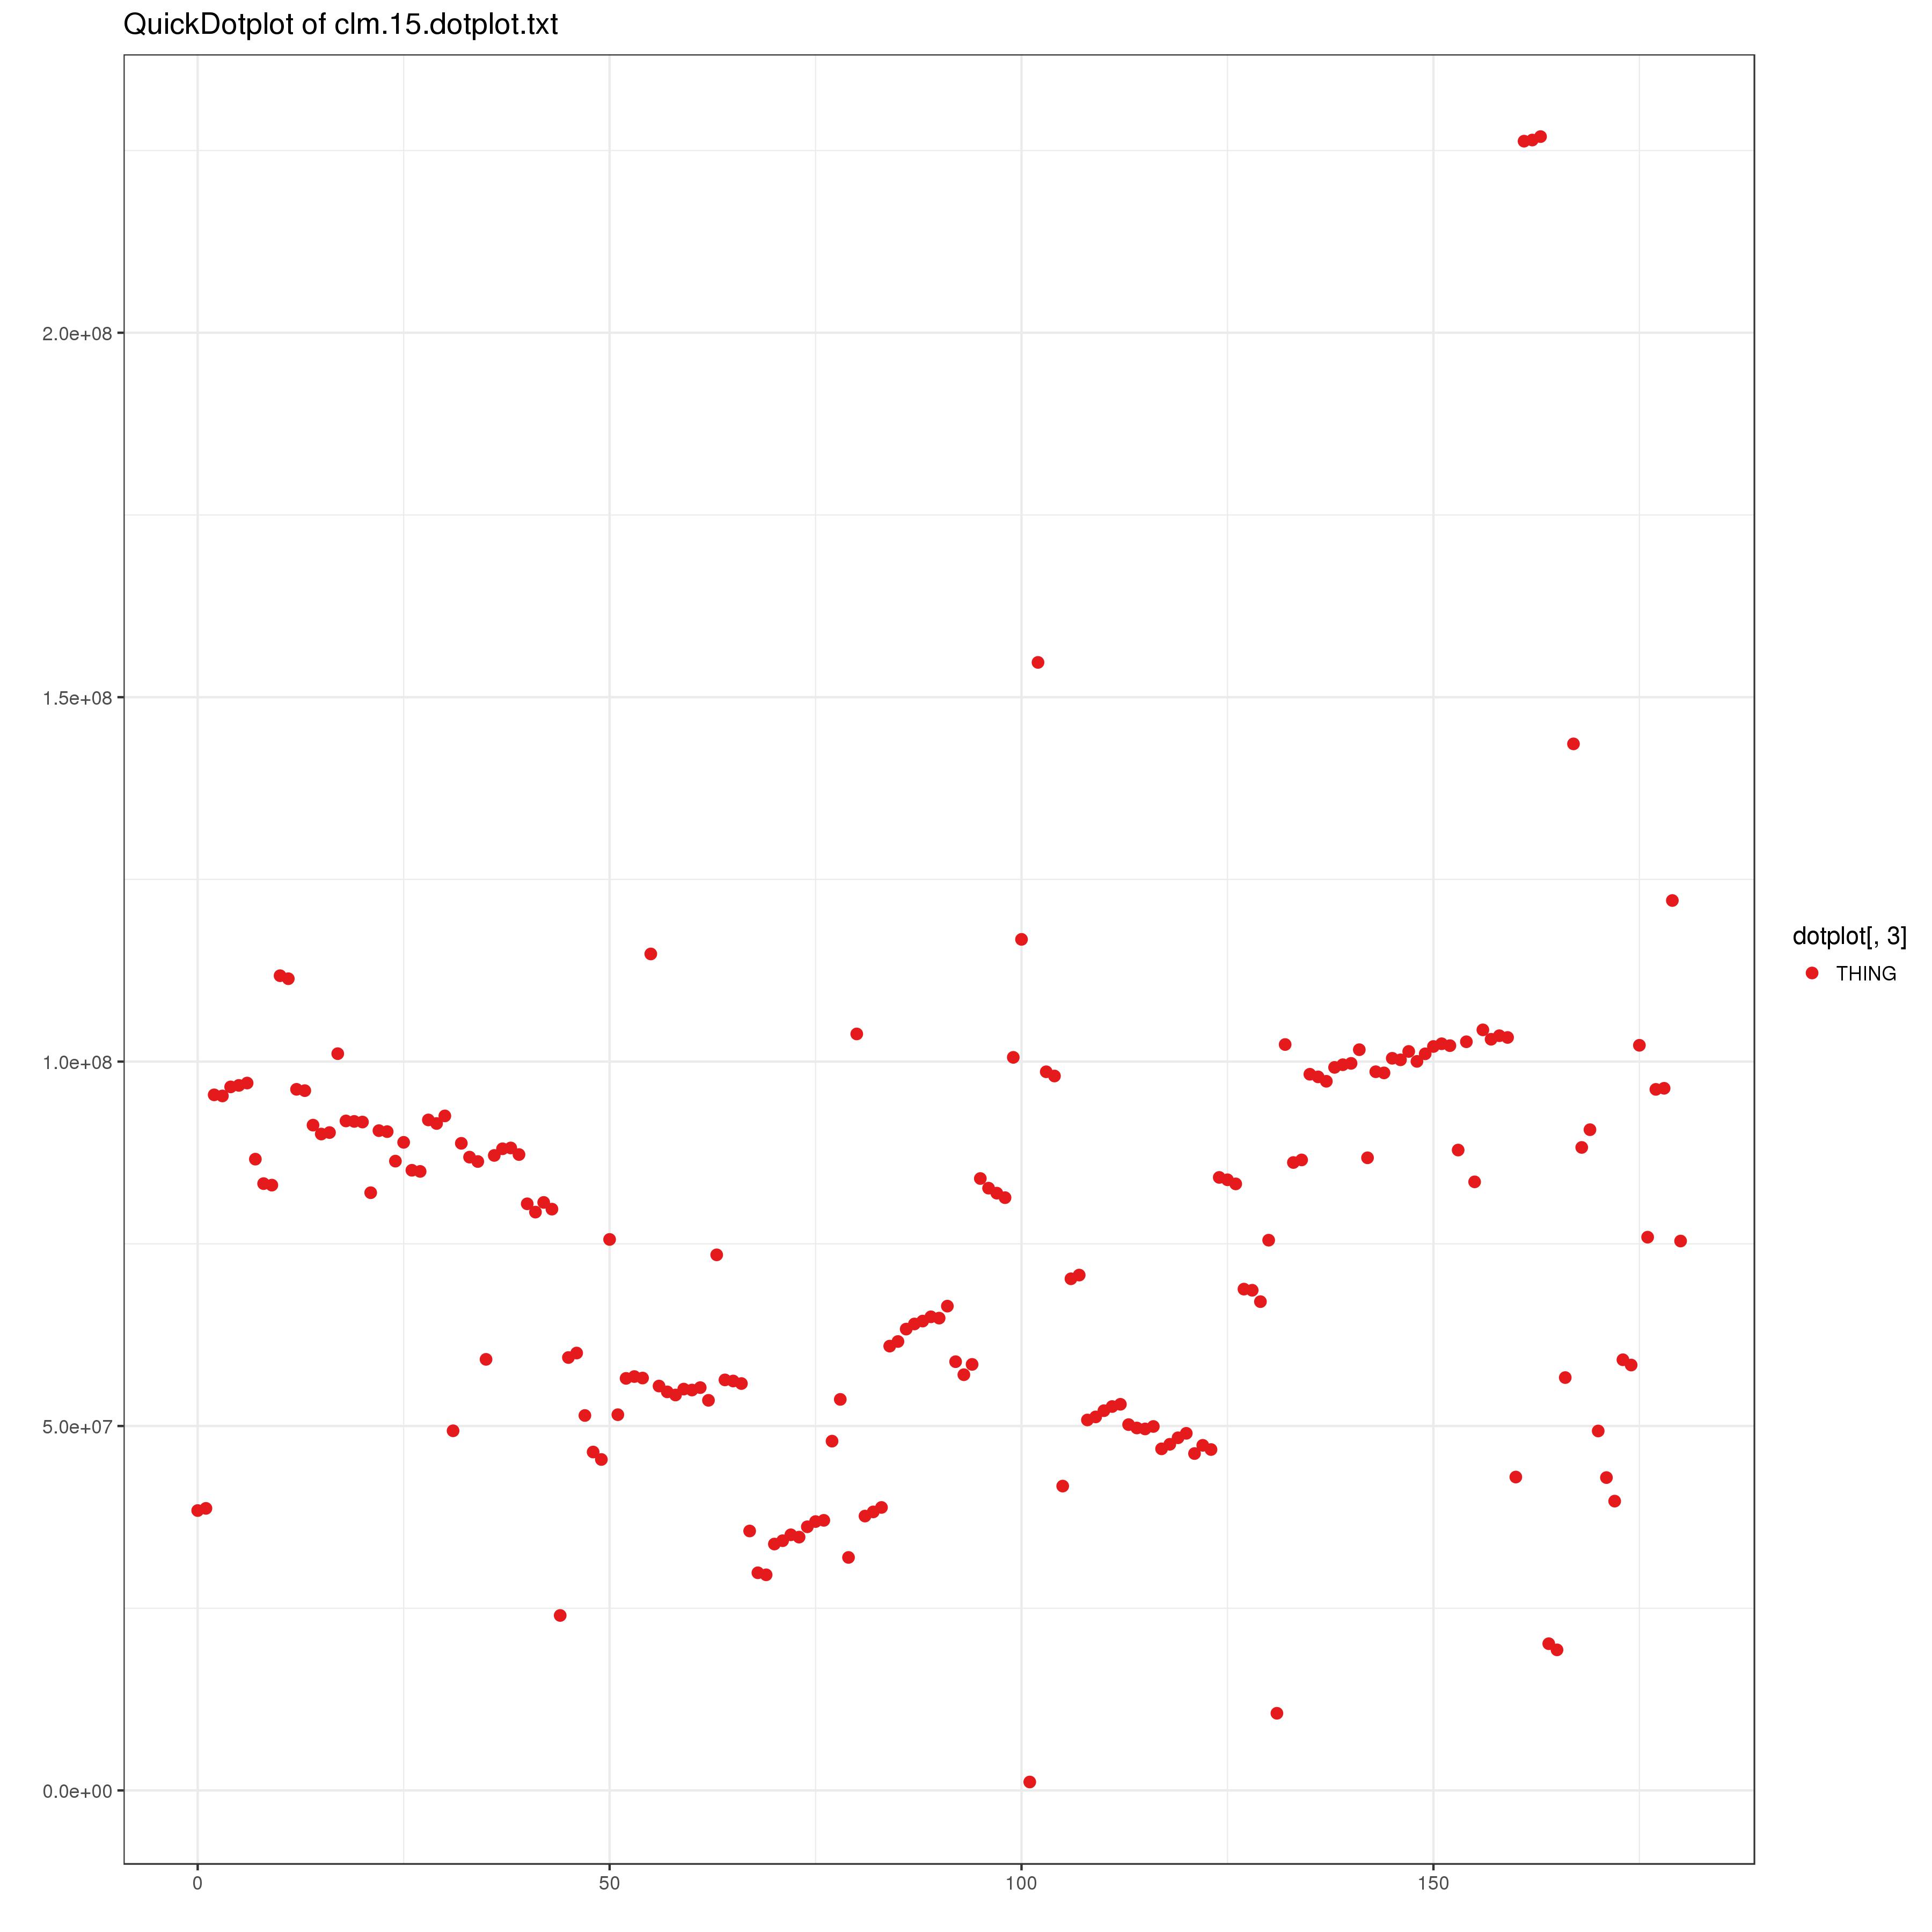 QuickDotplot of clm.15.dotplot.txt
2.0e+08
1.5e+08
1.0e+08
5.0e+07
0.0e+00
0 50 100 150
dotplot[, 3]
THING